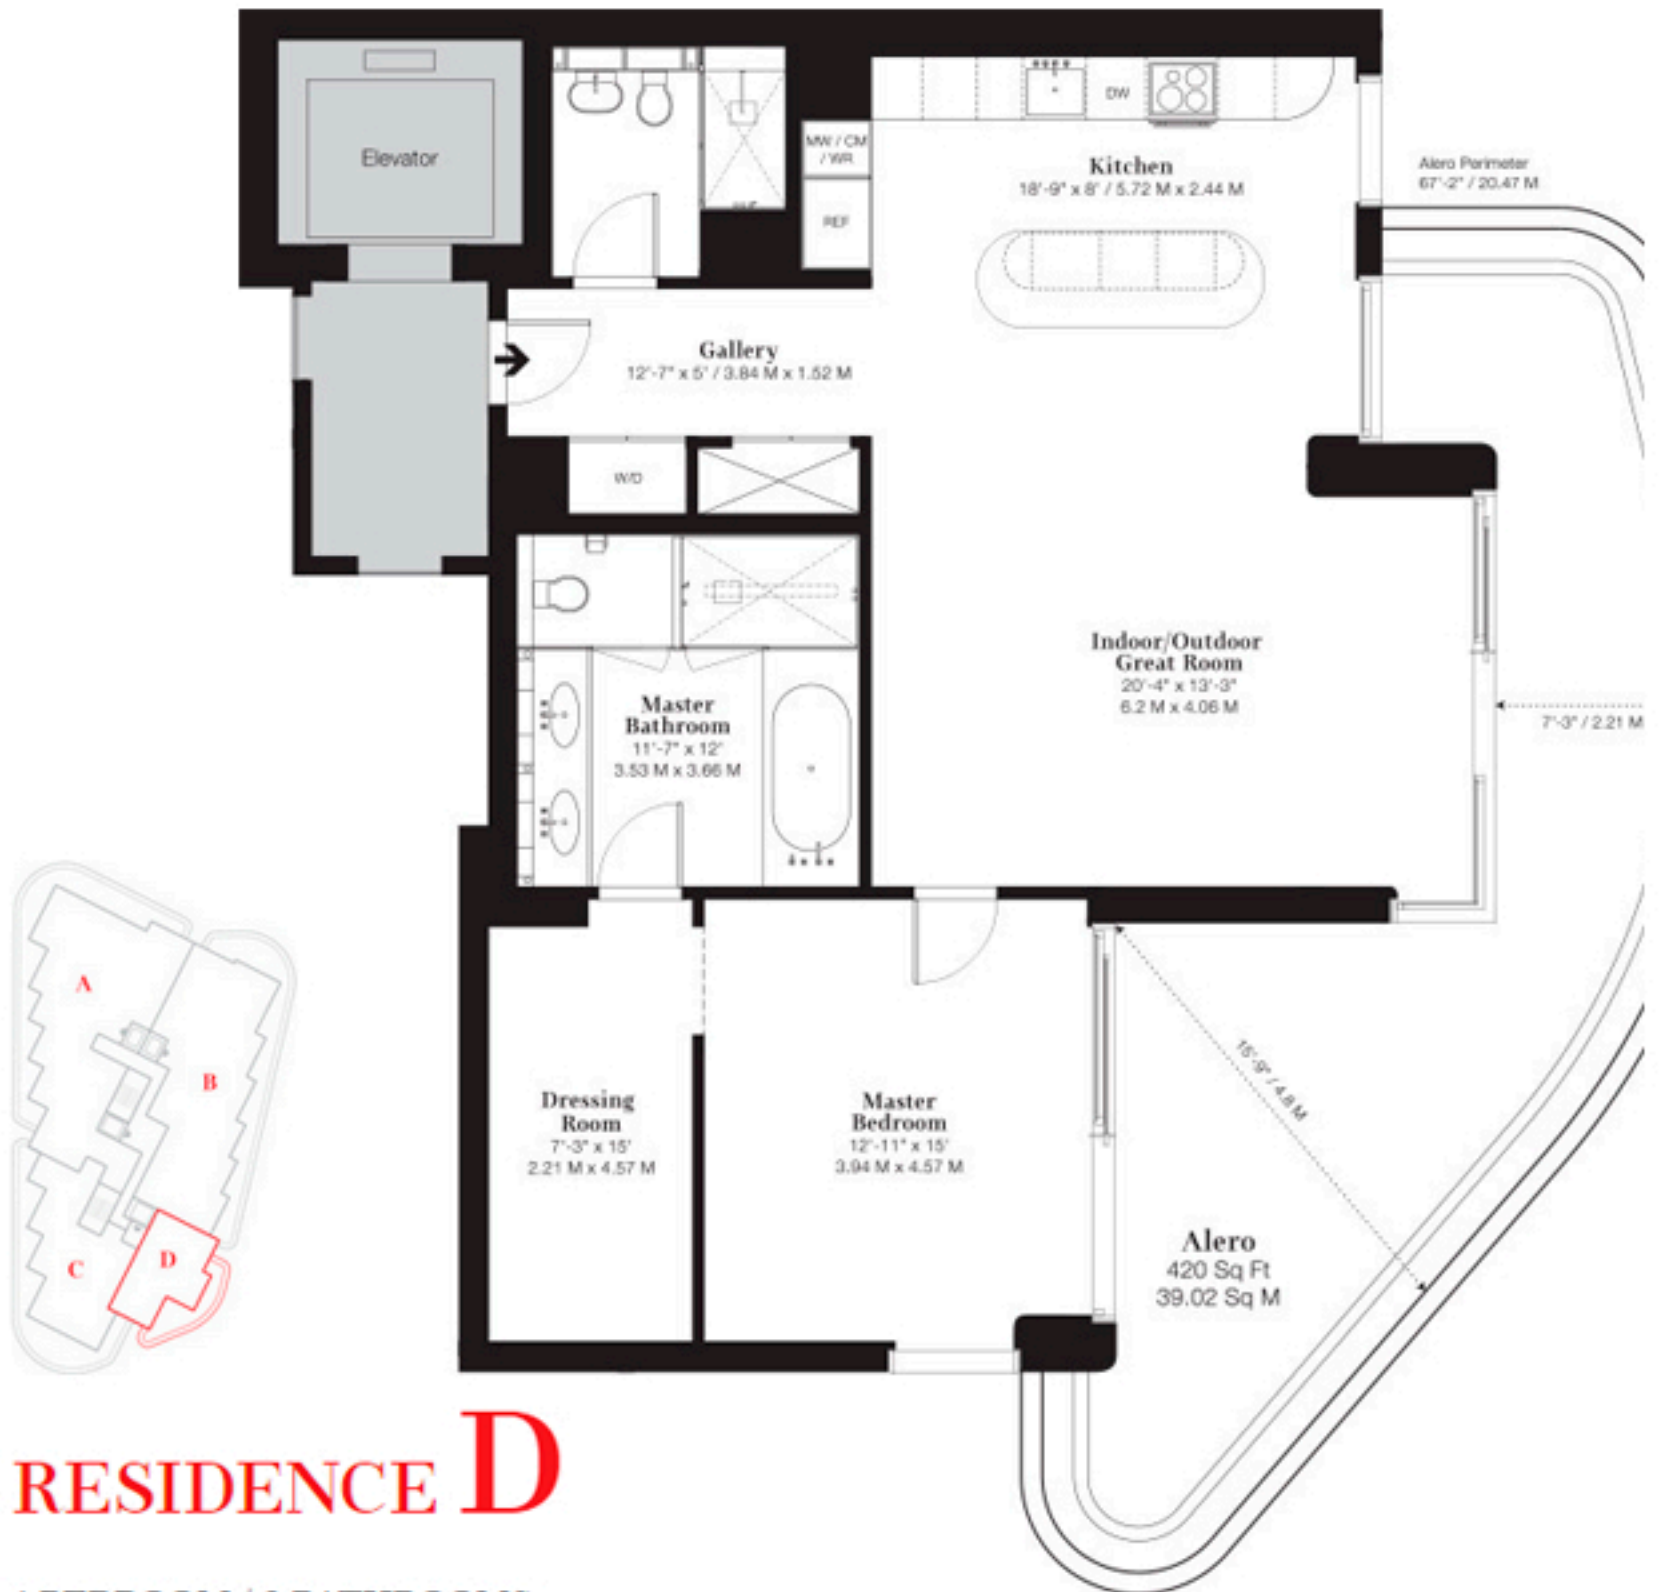 Elevator
MW / CM
/ WR
REF
DW
Kitchen
18'-9" x 8' / 5.72 M x 2.44 M
Alero Perimeter
67'-2" / 20.47 M
Gallery
12'-7" x 5' / 3.84 M x 1.52 M
W/D
Indoor/Outdoor
Great Room
20'-4" x 13'-3"
6.2 M x 4.06 M
7'-3" / 2.21 M
Master
Bathroom
11'-7" x 12'
3.53 M x 3.66 M
Dressing
Room
7'-3" x 15'
2.21 M x 4.57 M
Master
Bedroom
12'-11" x 15'
3.94 M x 4.57 M
15'-9" / 4.8 M
Alero
420 Sq Ft
39.02 Sq M
A
B
C
D
RESIDENCE D